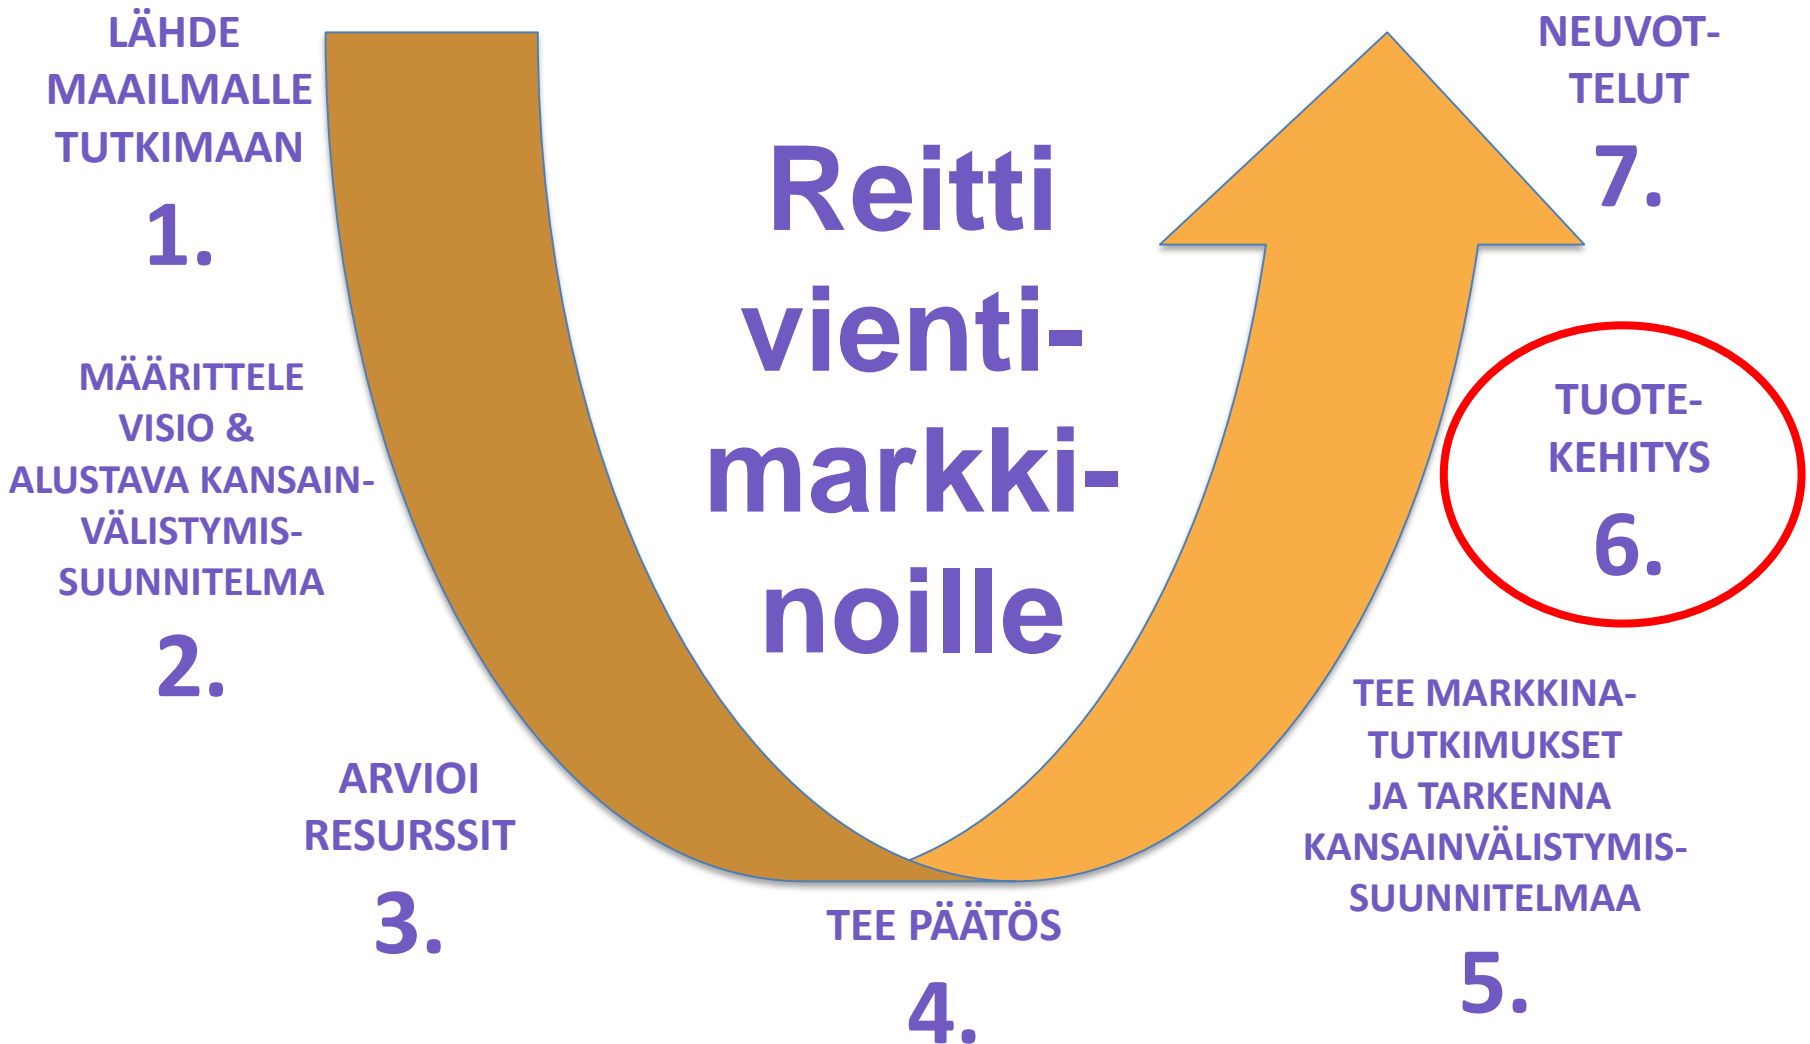 LÄHDE
MAAILMALLE
TUTKIMAAN
1.
MÄÄRITTELE
VISIO &
ALUSTAVA KANSAIN-
VÄLISTYMIS-
SUUNNITELMA
2.
ARVIOI
RESURSSIT
3.
Reitti
vienti-
markki-
noille
TEE PÄÄTÖS
4.
TEE MARKKINA-
TUTKIMUKSET
JA TARKENNA
KANSAINVÄLISTYMIS-
SUUNNITELMAA
5.
TUOTE-
KEHITYS
6.
NEUVOT-
TELUT
7.